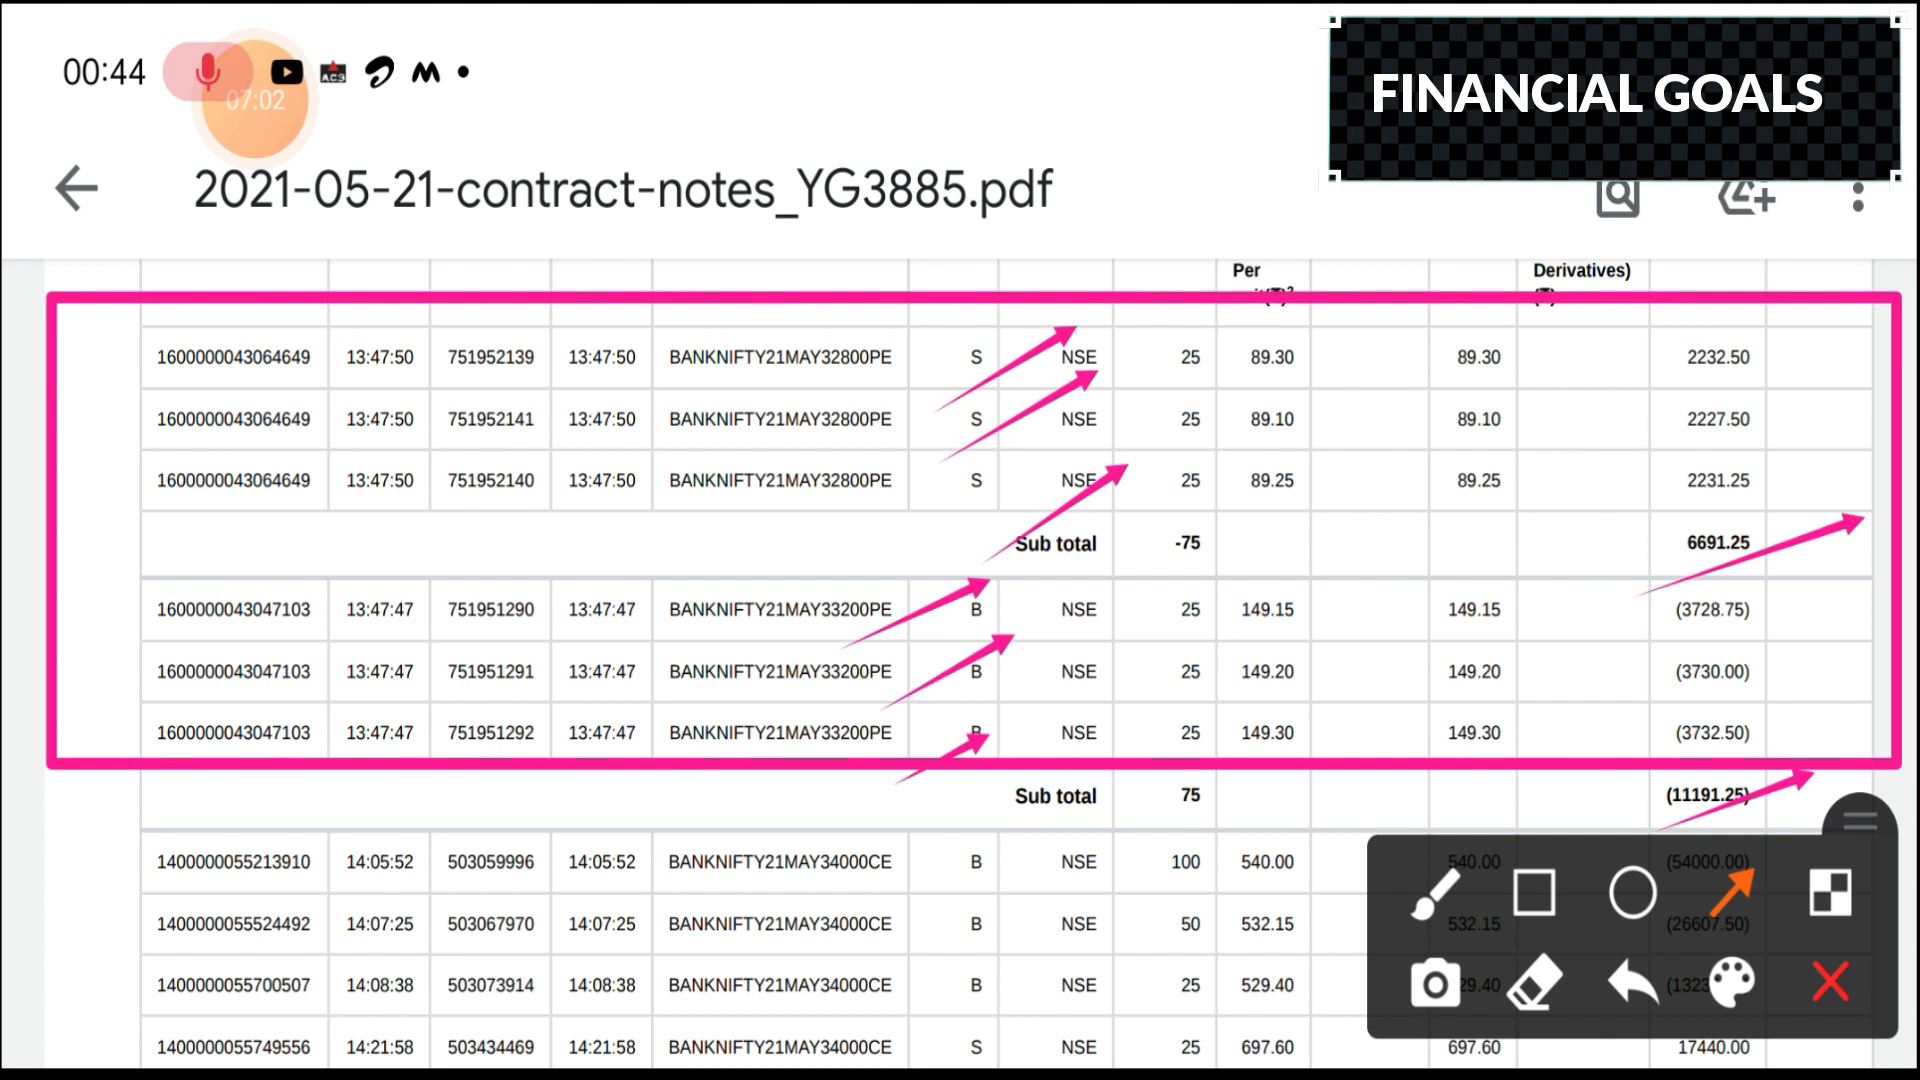 00:44
07:02
AC3
FINANCIAL GOALS
2021-05-21-contract-notes_YG3885.pdf
Per Derivatives)
1600000043064649 13:47:50 751952139 13:47:50 BANKNIFTY21MAY32800PE S NSE 25 89.30 89.30 2232.50
1600000043064649 13:47:50 751952141 13:47:50 BANKNIFTY21MAY32800PE S NSE 25 89.10 89.10 2227.50
1600000043064649 13:47:50 751952140 13:47:50 BANKNIFTY21MAY32800PE S NSE 25 89.25 89.25 2231.25
Sub total -75 6691.25
1600000043047103 13:47:47 751951290 13:47:47 BANKNIFTY21MAY33200PE B NSE 25 149.15 149.15 (3728.75)
1600000043047103 13:47:47 751951291 13:47:47 BANKNIFTY21MAY33200PE B NSE 25 149.20 149.20 (3730.00)
1600000043047103 13:47:47 751951292 13:47:47 BANKNIFTY21MAY33200PE B NSE 25 149.30 149.30 (3732.50)
Sub total 75 (11191.25)
1400000055213910 14:05:52 503059996 14:05:52 BANKNIFTY21MAY34000CE B NSE 100 540.00 540.00 (54000.00)
1400000055524492 14:07:25 503067970 14:07:25 BANKNIFTY21MAY34000CE B NSE 50 532.15 532.15 (26607.50)
1400000055700507 14:08:38 503073914 14:08:38 BANKNIFTY21MAY34000CE B NSE 25 529.40
1400000055749556 14:21:58 503434469 14:21:58 BANKNIFTY21MAY34000CE S NSE 25 697.60 697.60 17440.00